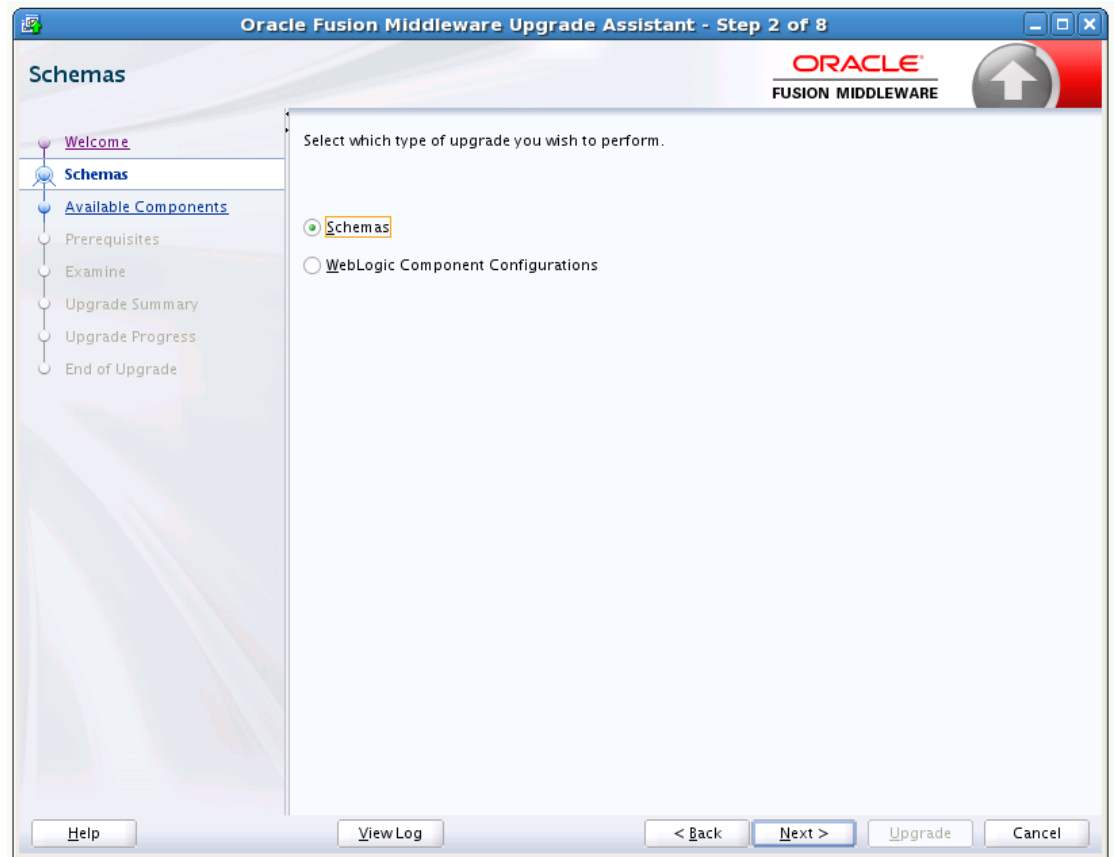 Oracle Fusion Middleware Upgrade Assistant - Step 2 of 8
Schemas
ORACLE
FUSION MIDDLEWARE
Welcome
Schemas
Available Components
Prerequisites
Examine
Upgrade Summary
Upgrade Progress
End of Upgrade
Select which type of upgrade you wish to perform.
Schemas
WebLogic Component Configurations
Help
View Log
< Back
Next >
Upgrade
Cancel